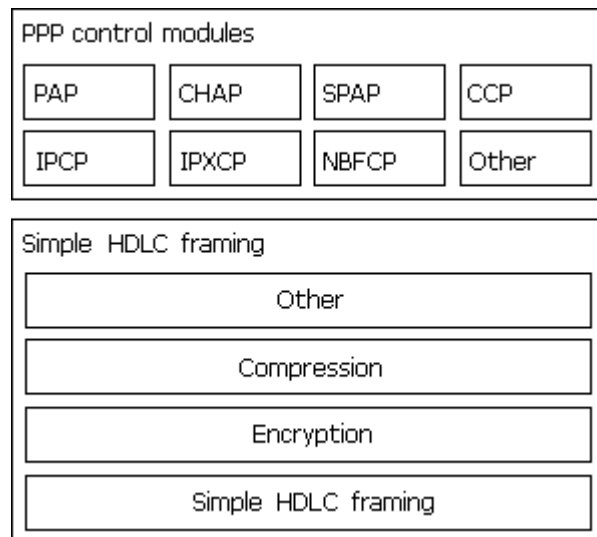 PPP control modules
PAP CHAP SPAP CCP
IPCP IPXCP NBFCP Other
Simple HDLC framing
Other
Compression
Encryption
Simple HDLC framing